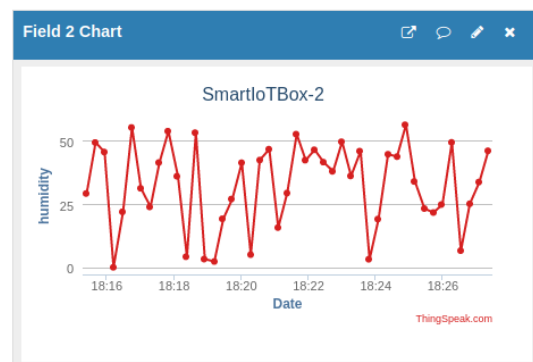 Field 2 Chart
SmartIoTBox-2
humidity
50
25
0
18:16 18:18 18:20 18:22 18:24 18:26
Date
ThingSpeak.com